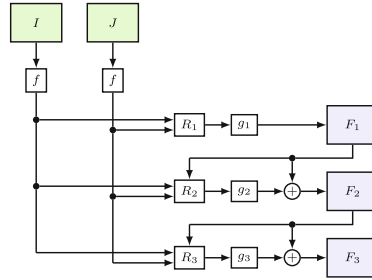 I J
f f
R₁ g₁ F₁
R₂ g₂ + F₂
R₃ g₃ + F₃